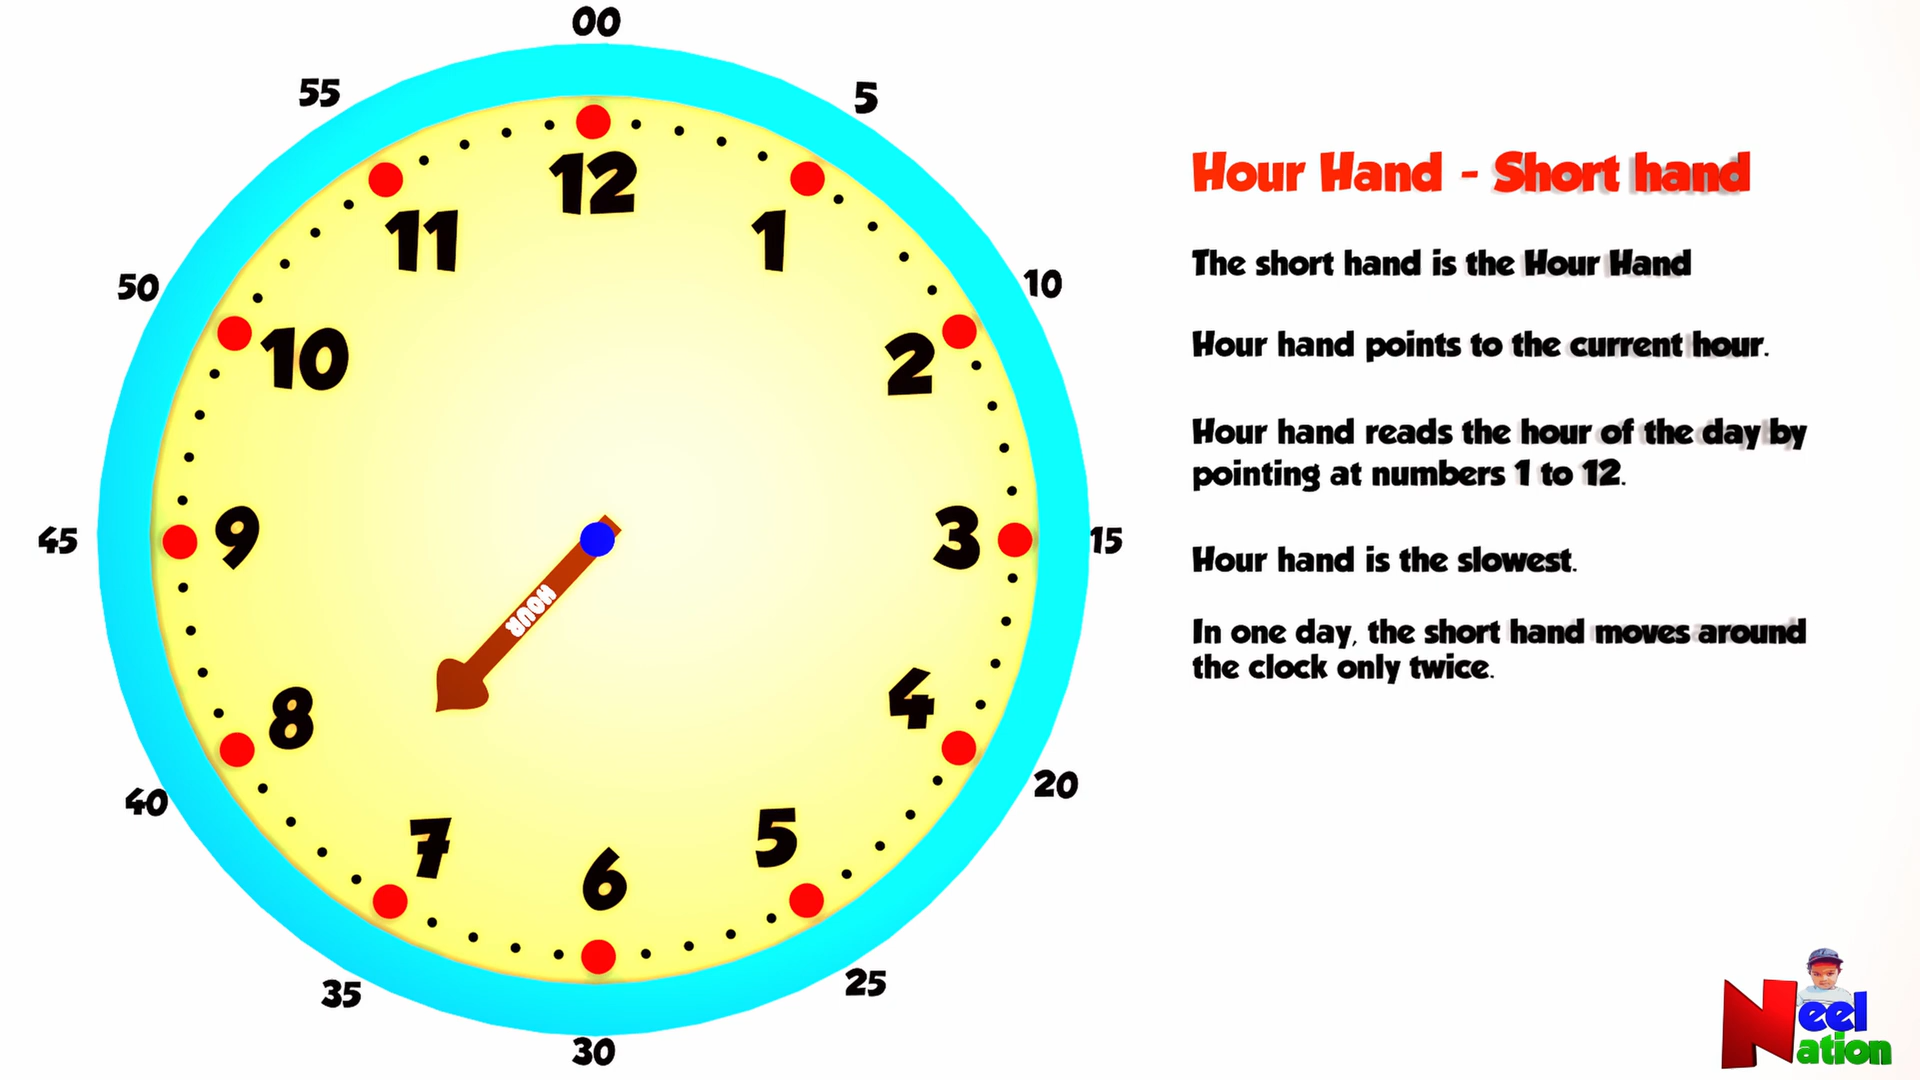 00
55
5
12
11
1
50
10
10
2
Hour Hand - Short hand
The short hand is the Hour Hand
Hour hand points to the current hour.
Hour hand reads the hour of the day by
pointing at numbers 1 to 12.
45
9
3
15
HOUR
Hour hand is the slowest.
In one day, the short hand moves around
the clock only twice.
8
4
40
20
7
5
6
35
25
30
Neel
Nation